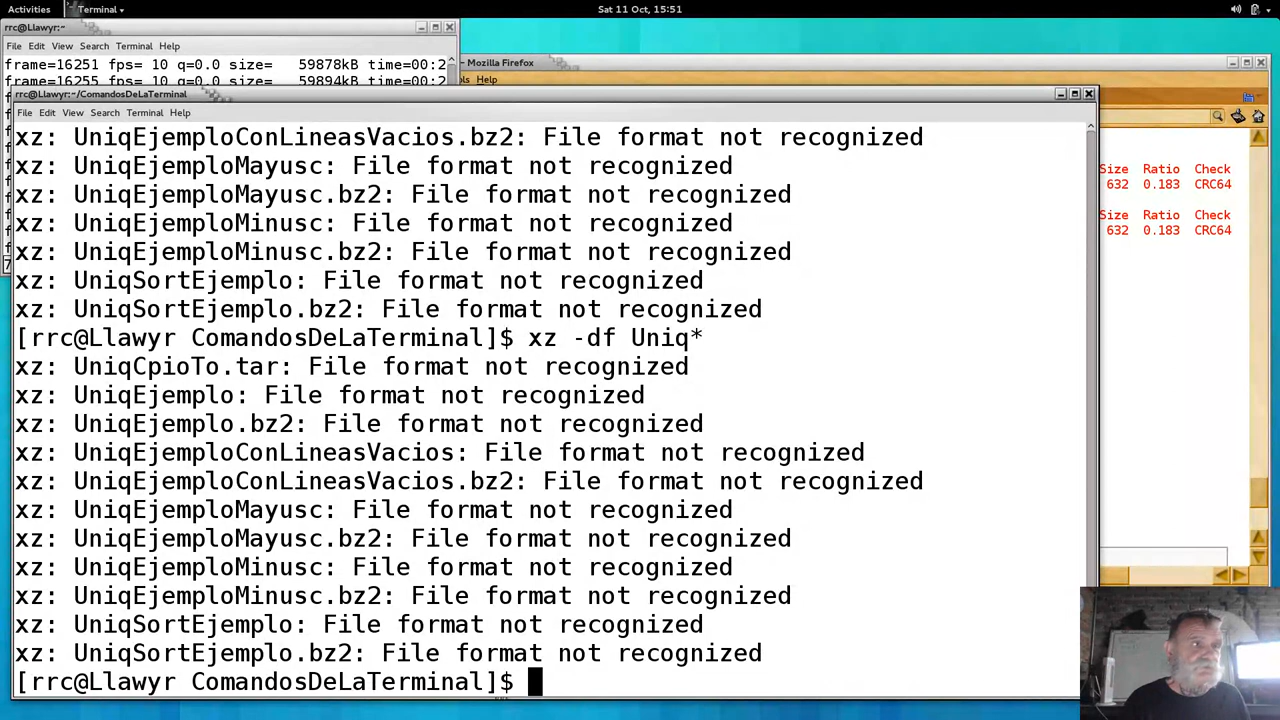 Activities Terminal Sat 11 Oct, 15:51
rrc@Llawyr:~
File Edit View Search Terminal Help
frame=16251 fps= 10 q=0.0 size= 59878kB time=00:2
frame=16255 fps= 10 q=0.0 size= 59894kB time=00:2
- Mozilla Firefox
Help
Size Ratio Check
632 0.183 CRC64
Size Ratio Check
632 0.183 CRC64
rrc@Llawyr:~/ComandosDeLaTerminal
File Edit View Search Terminal Help
xz: UniqEjemploConLineasVacios.bz2: File format not recognized
xz: UniqEjemploMayusc: File format not recognized
xz: UniqEjemploMayusc.bz2: File format not recognized
xz: UniqEjemploMinusc: File format not recognized
xz: UniqEjemploMinusc.bz2: File format not recognized
xz: UniqSortEjemplo: File format not recognized
xz: UniqSortEjemplo.bz2: File format not recognized
[rrc@Llawyr ComandosDeLaTerminal]$ xz -df Uniq*
xz: UniqCpioTo.tar: File format not recognized
xz: UniqEjemplo: File format not recognized
xz: UniqEjemplo.bz2: File format not recognized
xz: UniqEjemploConLineasVacios: File format not recognized
xz: UniqEjemploConLineasVacios.bz2: File format not recognized
xz: UniqEjemploMayusc: File format not recognized
xz: UniqEjemploMayusc.bz2: File format not recognized
xz: UniqEjemploMinusc: File format not recognized
xz: UniqEjemploMinusc.bz2: File format not recognized
xz: UniqSortEjemplo: File format not recognized
xz: UniqSortEjemplo.bz2: File format not recognized
[rrc@Llawyr ComandosDeLaTerminal]$